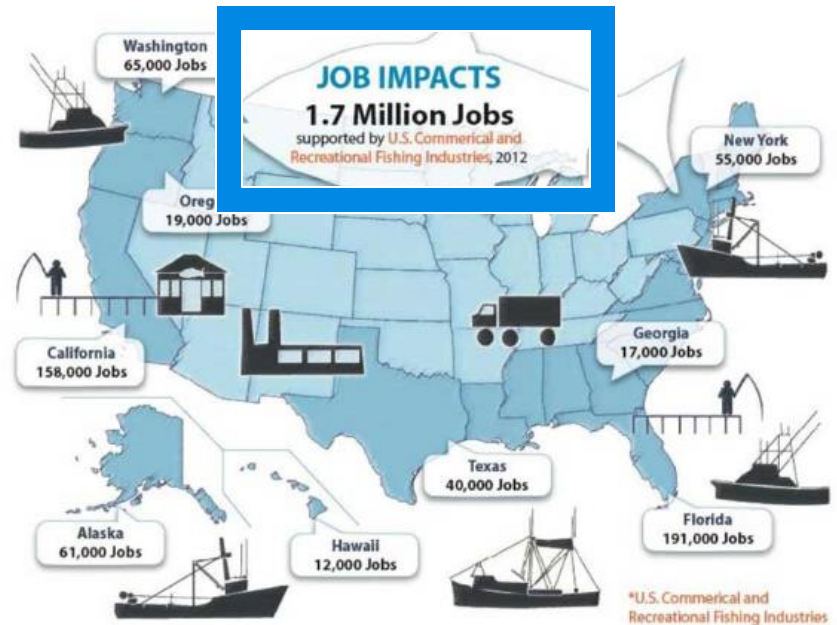 Washington
65,000 Jobs
JOB IMPACTS
1.7 Million Jobs
supported by U.S. Commerical and
Recreational Fishing Industries, 2012
New York
55,000 Jobs
Oreg
19,000 Jobs
Georgia
17,000 Jobs
California
158,000 Jobs
Texas
40,000 Jobs
Florida
191,000 Jobs
Alaska
61,000 Jobs
Hawaii
12,000 Jobs
*U.S. Commerical and
Recreational Fishing Industries